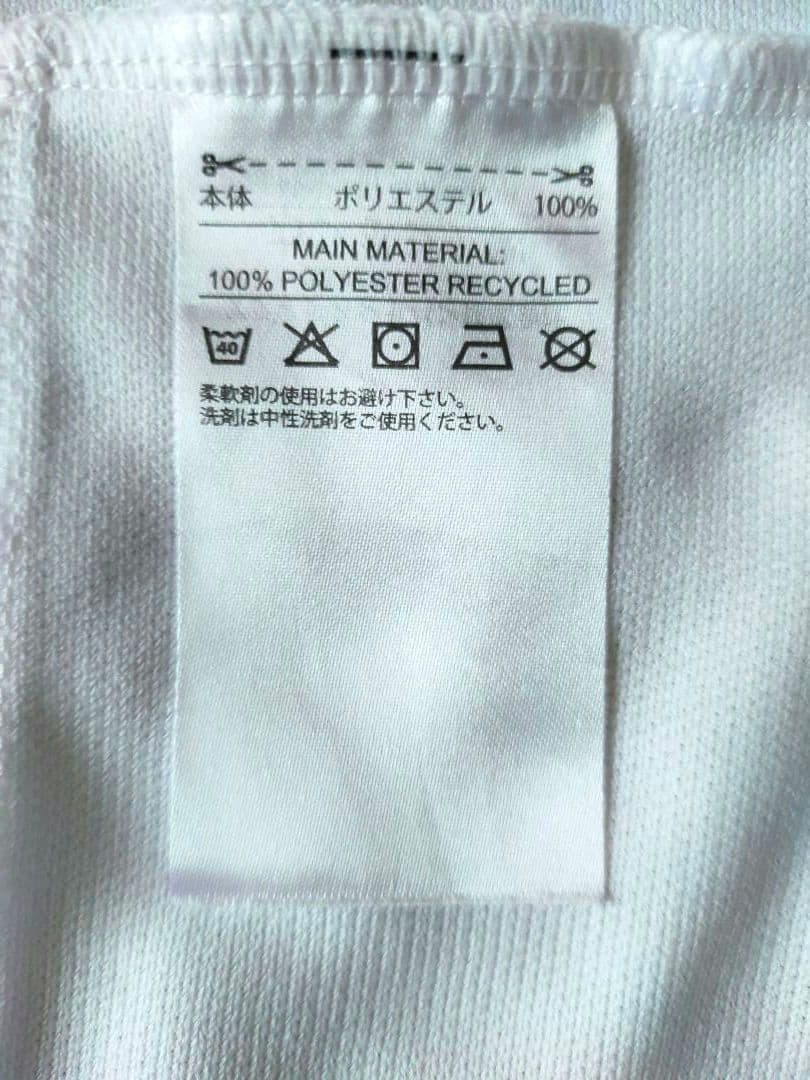 本体 ポリエステル 100%
MAIN MATERIAL:
100% POLYESTER RECYCLED
40
柔軟剤の使用はお避け下さい。
洗剤は中性洗剤をご使用ください。